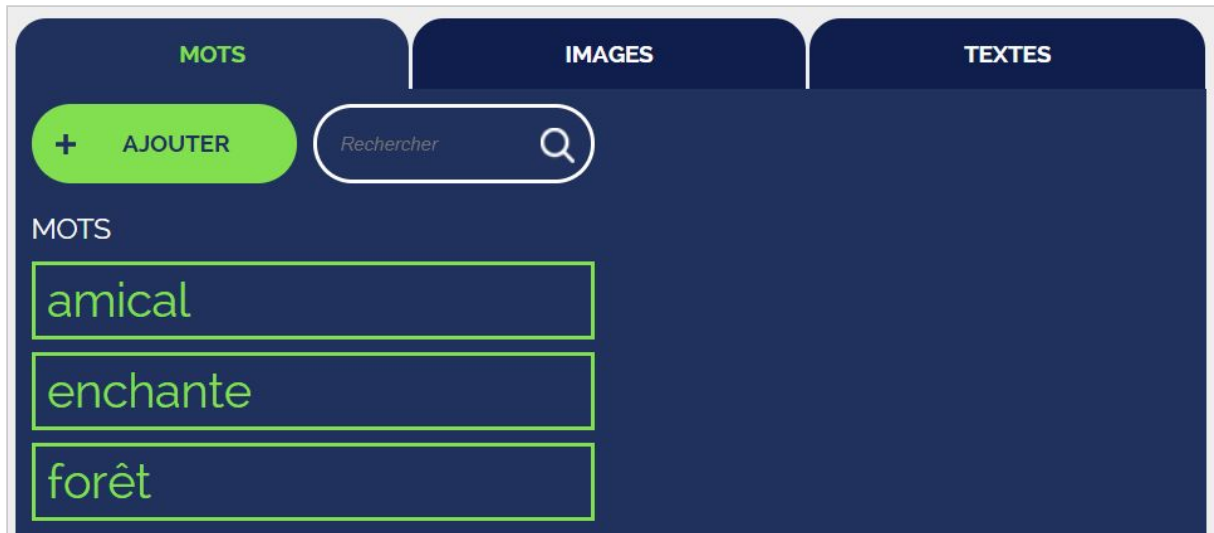 MOTS IMAGES TEXTES
+ AJOUTER Rechercher
MOTS
amical
enchante
forêt